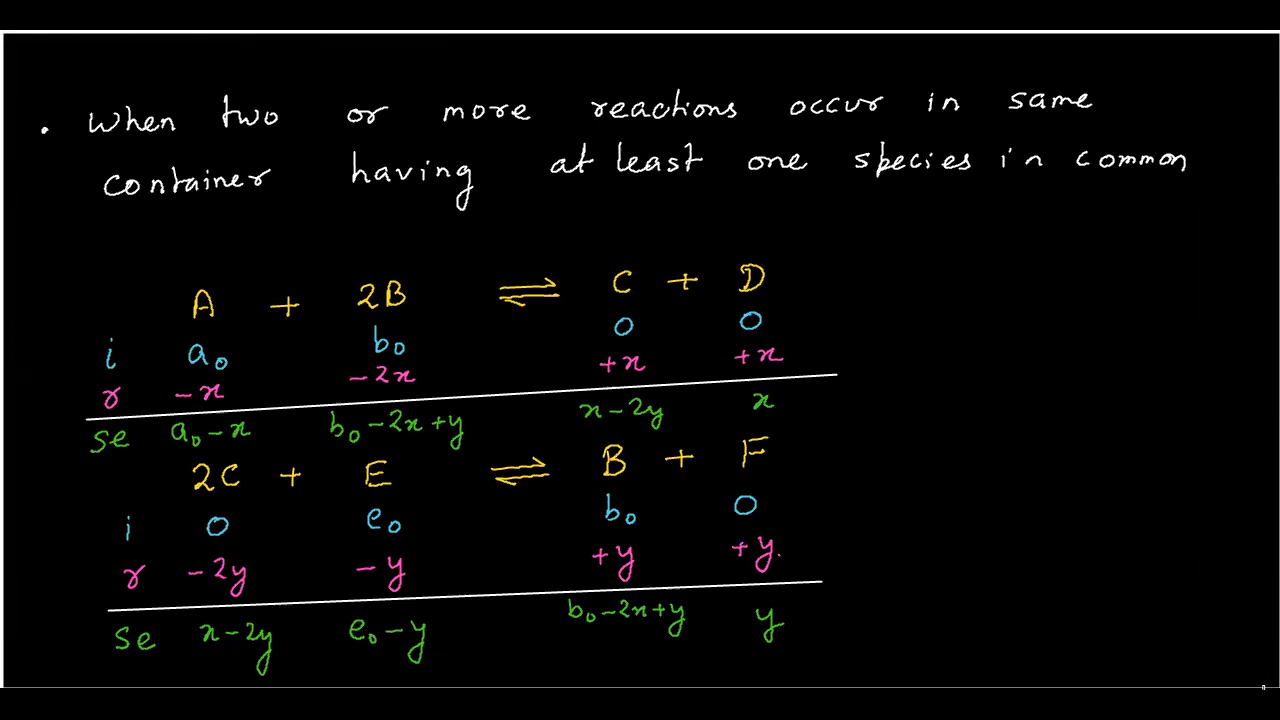 • When two or more reactions occur in same
container having at least one species in common
A + 2B ⇌ C + D
i a₀ b₀ 0 0
r -x -2x +x +x
se a₀-x b₀-2x+y x-2y x
2C + E ⇌ B + F
i 0 e₀ b₀ 0
r -2y -y +y +y.
se x-2y e₀-y b₀-2x+y y